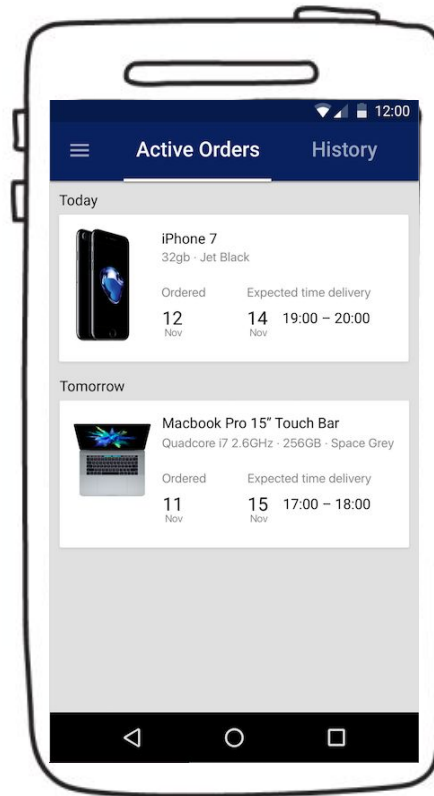 12:00
Active Orders History
Today
iPhone 7
32gb · Jet Black
Ordered Expected time delivery
12 14 19:00 – 20:00
Nov Nov
Tomorrow
Macbook Pro 15” Touch Bar
Quadcore i7 2.6GHz · 256GB · Space Grey
Ordered Expected time delivery
11 15 17:00 – 18:00
Nov Nov